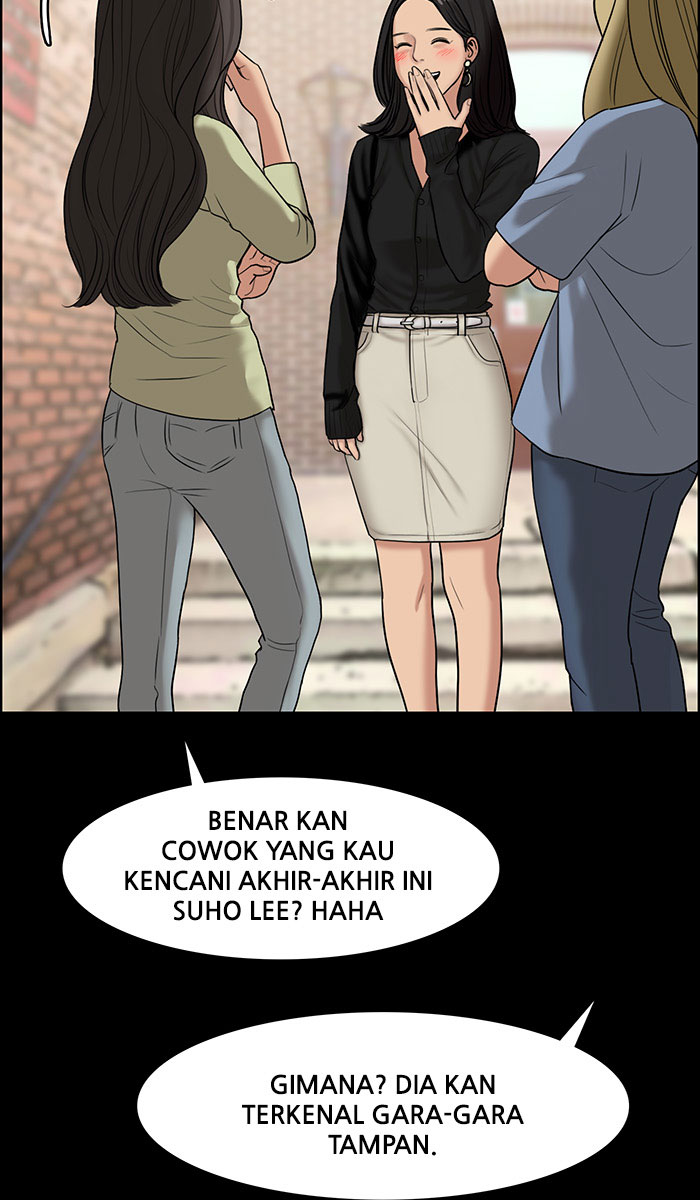 BENAR KAN
COWOK YANG KAU
KENCANI AKHIR-AKHIR INI
SUHO LEE? HAHA
GIMANA? DIA KAN
TERKENAL GARA-GARA
TAMPAN.